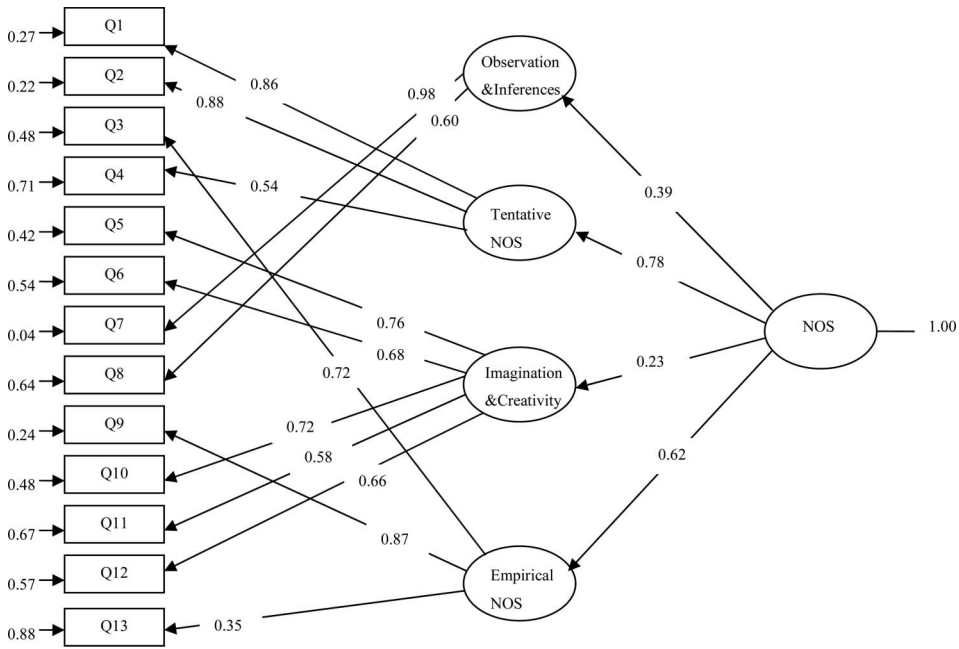 0.27
Q1
0.22
Q2
0.48
Q3
0.71
Q4
0.42
Q5
0.54
Q6
0.04
Q7
0.64
Q8
0.24
Q9
0.48
Q10
0.67
Q11
0.57
Q12
0.88
Q13
0.86
0.88
0.54
0.98
0.60
0.76
0.68
0.72
0.72
0.58
0.66
0.87
0.35
Observation
&Inferences
Tentative
NOS
Imagination
&Creativity
Empirical
NOS
0.39
0.78
0.23
0.62
NOS
1.00